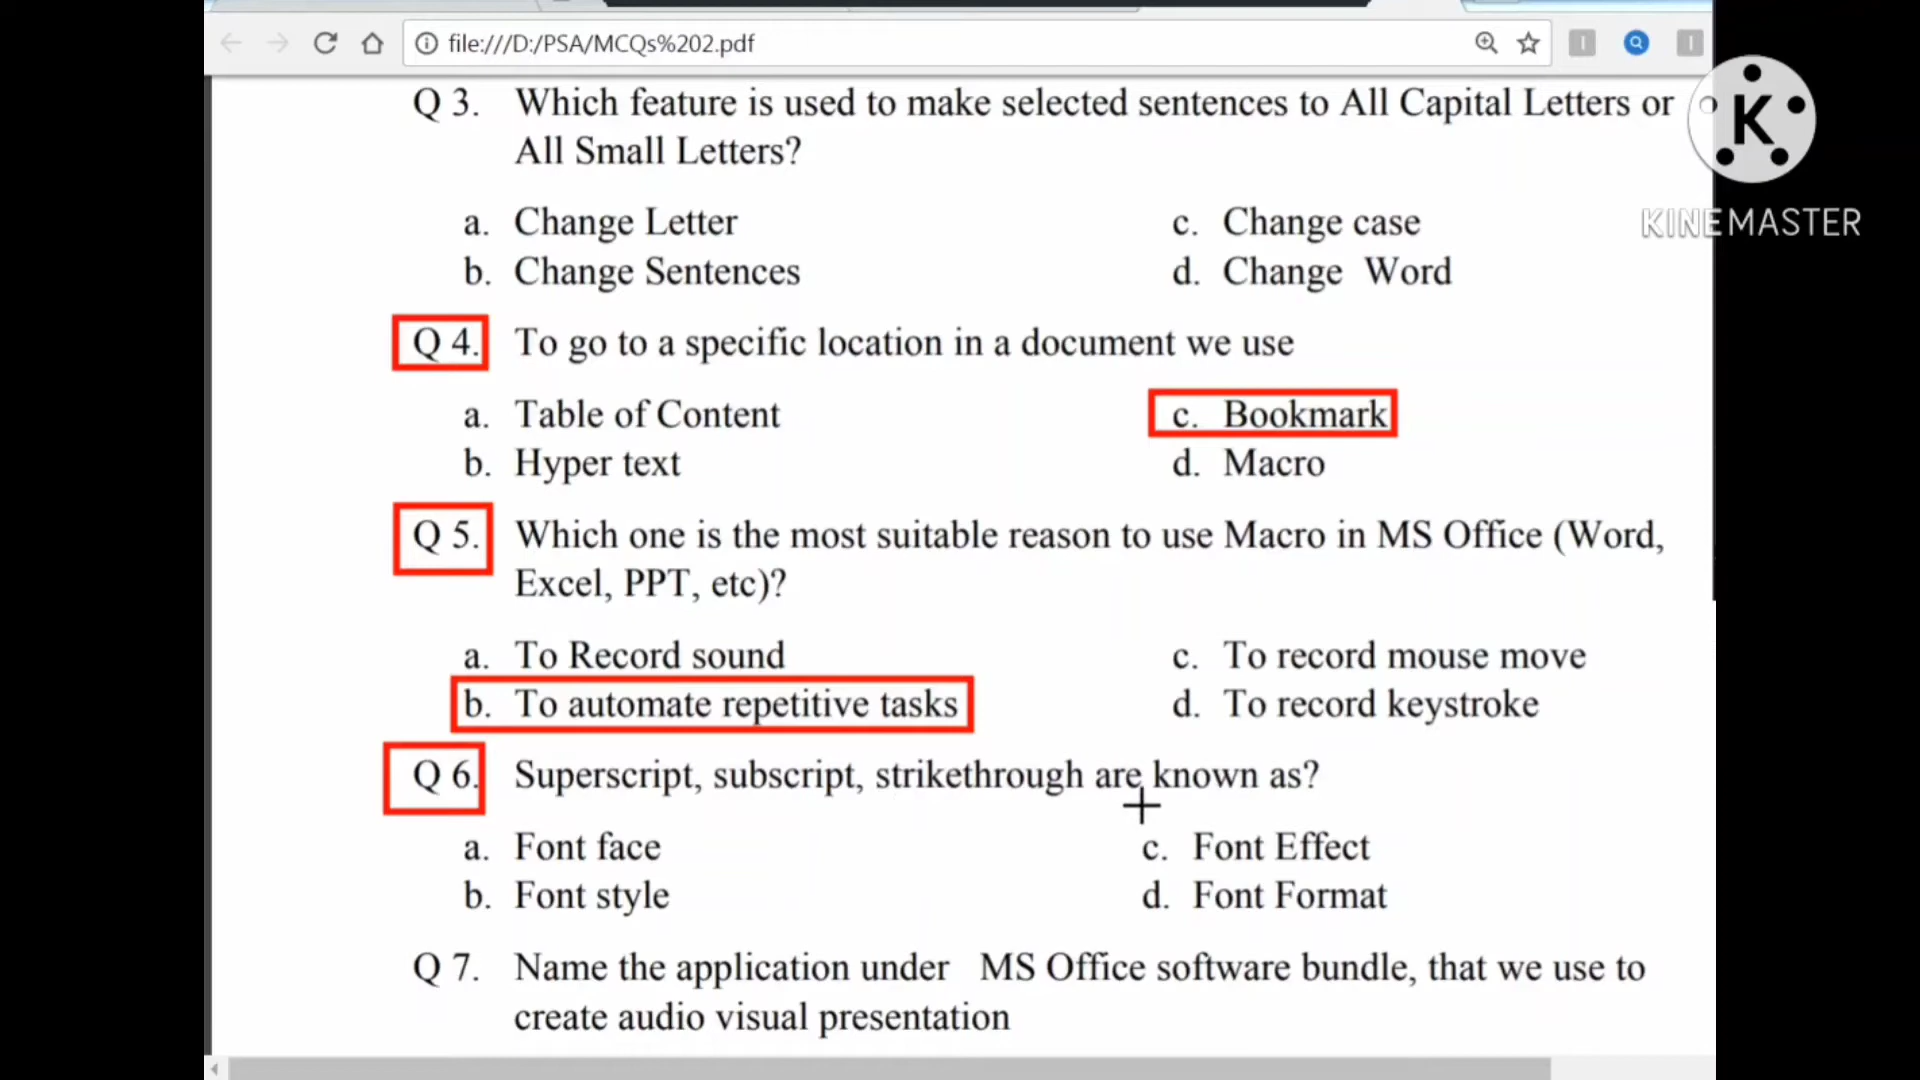 file:///D:/PSA/MCQs%202.pdf
Q 3. Which feature is used to make selected sentences to All Capital Letters or
All Small Letters?
a. Change Letter c. Change case
b. Change Sentences d. Change Word
Q 4. To go to a specific location in a document we use
a. Table of Content c. Bookmark
b. Hyper text d. Macro
Q 5. Which one is the most suitable reason to use Macro in MS Office (Word,
Excel, PPT, etc)?
a. To Record sound c. To record mouse move
b. To automate repetitive tasks d. To record keystroke
Q 6. Superscript, subscript, strikethrough are known as?
a. Font face c. Font Effect
b. Font style d. Font Format
Q 7. Name the application under MS Office software bundle, that we use to
create audio visual presentation
K
KINEMASTER